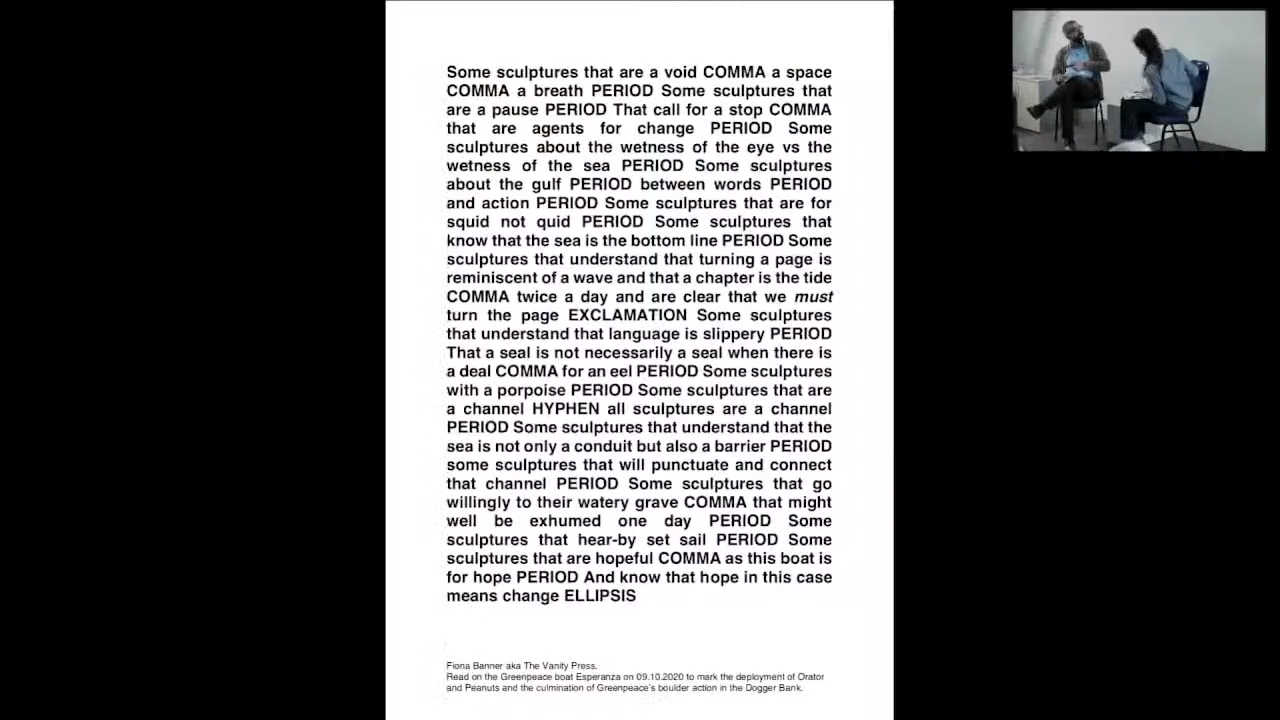 Some sculptures that are a void COMMA a space
COMMA a breath PERIOD Some sculptures that
are a pause PERIOD That call for a stop COMMA
that are agents for change PERIOD Some
sculptures about the wetness of the eye vs the
wetness of the sea PERIOD Some sculptures
about the gulf PERIOD between words PERIOD
and action PERIOD Some sculptures that are for
squid not quid PERIOD Some sculptures that
know that the sea is the bottom line PERIOD Some
sculptures that understand that turning a page is
reminiscent of a wave and that a chapter is the tide
COMMA twice a day and are clear that we must
turn the page EXCLAMATION Some sculptures
that understand that language is slippery PERIOD
That a seal is not necessarily a seal when there is
a deal COMMA for an eel PERIOD Some sculptures
with a porpoise PERIOD Some sculptures that are
a channel HYPHEN all sculptures are a channel
PERIOD Some sculptures that understand that the
sea is not only a conduit but also a barrier PERIOD
some sculptures that will punctuate and connect
that channel PERIOD Some sculptures that go
willingly to their watery grave COMMA that might
well be exhumed one day PERIOD Some
sculptures that hear-by set sail PERIOD Some
sculptures that are hopeful COMMA as this boat is
for hope PERIOD And know that hope in this case
means change ELLIPSIS
Fiona Banner aka The Vanity Press.
Read on the Greenpeace boat Esperanza on 09.10.2020 to mark the deployment of Orator
and Peanuts and the culmination of Greenpeace's boulder action in the Dogger Bank.